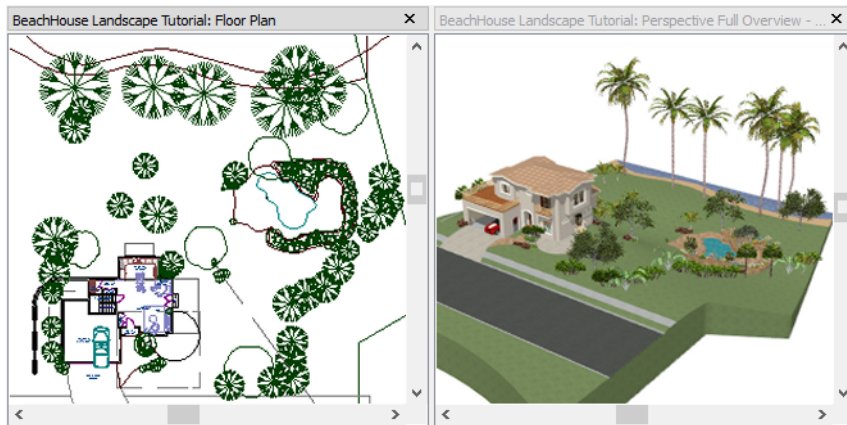 BeachHouse Landscape Tutorial: Floor Plan
BeachHouse Landscape Tutorial: Perspective Full Overview - ...